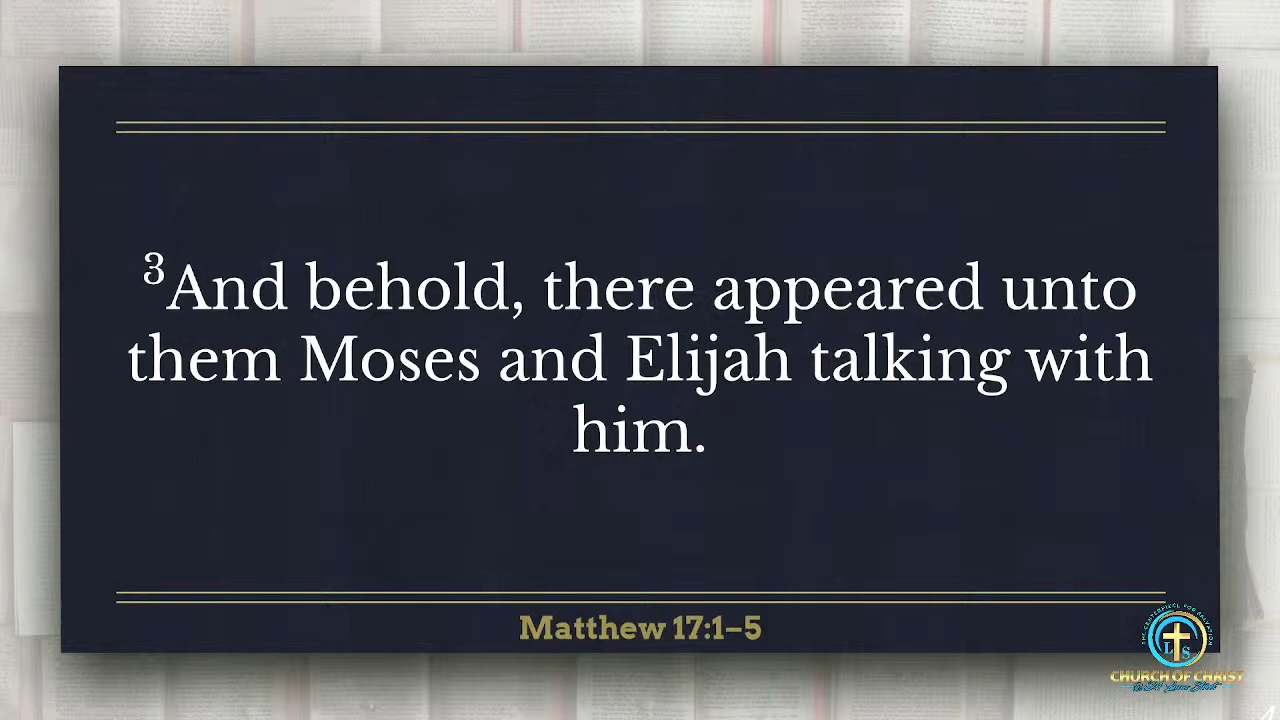 ³And behold, there appeared unto
them Moses and Elijah talking with
him.
Matthew 17:1–5
L S
CHURCH OF CHRIST